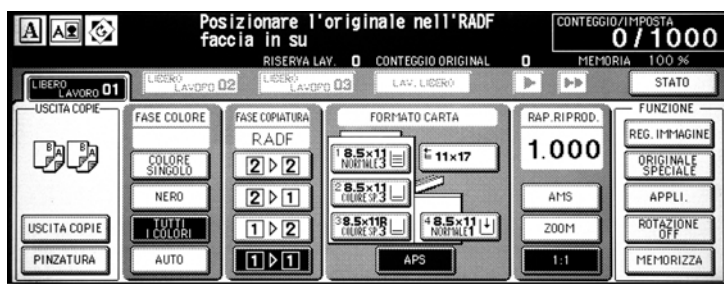 A A
Posizionare l'originale nell'RADF
faccia in su
CONTEGGIO/IMPOSTA
0/1000
RISERVA LAV. 0 CONTEGGIO ORIGINAL 0 MEMORIA 100 %
LIBERO LAVORO 01
LIBERO LAVORO 02
LIBERO LAVORO 03
LAV. LIBERO
STATO
USCITA COPIE
B A B A
USCITA COPIE
PINZATURA
FASE COLORE
COLORE
SINGOLO
NERO
TUTTI
I COLORI
AUTO
FASE COPIATURA
RADF
2 2
2 1
1 2
1 1
FORMATO CARTA
1 8.5×11
NORMALE3
11×17
2 8.5×11
COLORE SP.3
3 8.5×11R
COLORE SP.3
4 8.5×11
NORMALE1
APS
RAP.RIPROD.
1.000
AMS
ZOOM
1:1
FUNZIONE
REG. IMMAGINE
ORIGINALE
SPECIALE
APPLI.
ROTAZIONE
OFF
MEMORIZZA